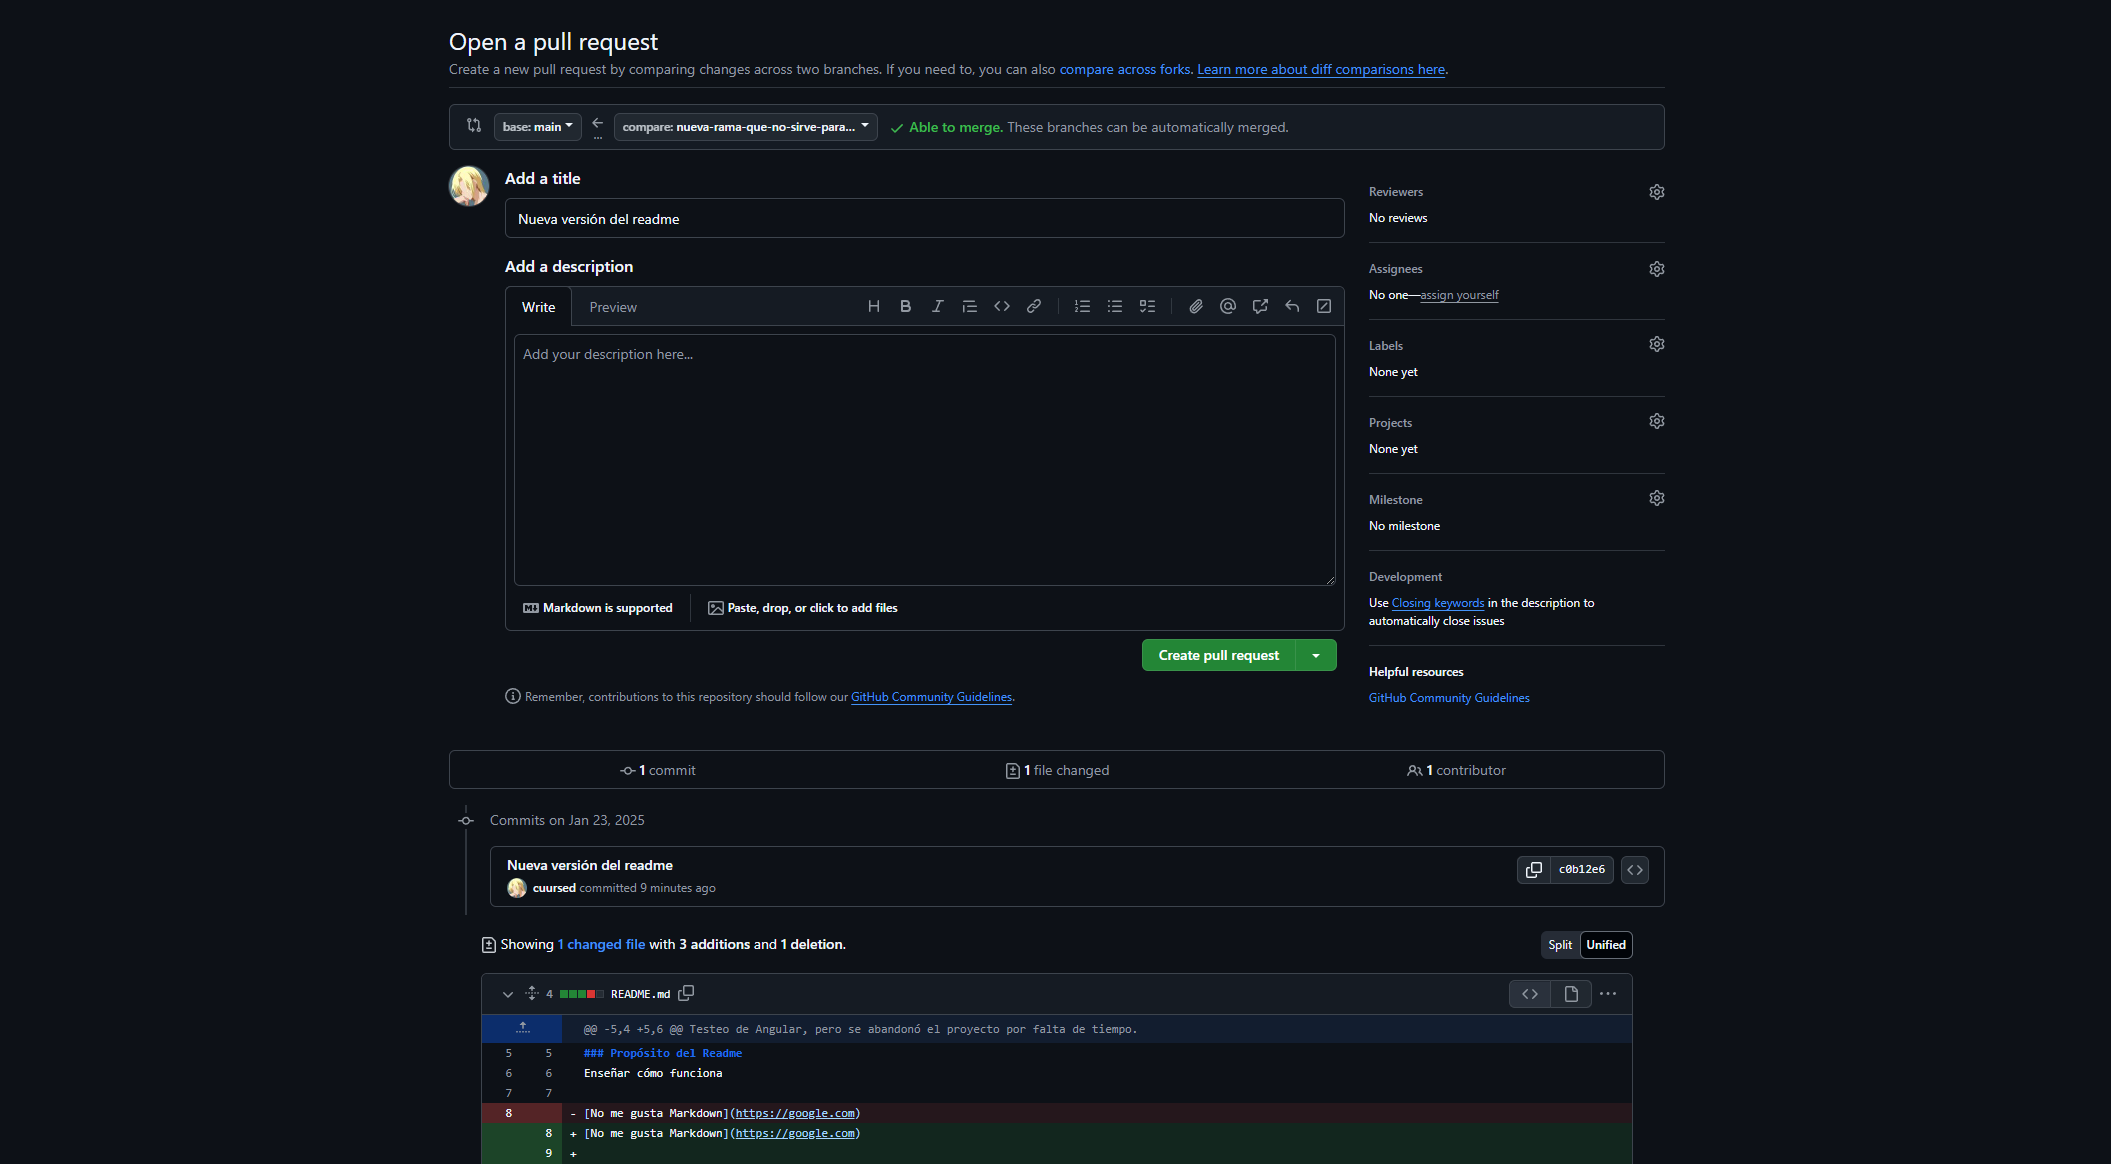 Open a pull request
Create a new pull request by comparing changes across two branches. If you need to, you can also compare across forks. Learn more about diff comparisons here.
base: main
compare: nueva-rama-que-no-sirve-para...
Able to merge. These branches can be automatically merged.
Add a title
Nueva versión del readme
Add a description
Write
Preview
Add your description here...
Markdown is supported
Paste, drop, or click to add files
Create pull request
Remember, contributions to this repository should follow our GitHub Community Guidelines.
Reviewers
No reviews
Assignees
No one—assign yourself
Labels
None yet
Projects
None yet
Milestone
No milestone
Development
Use Closing keywords in the description to
automatically close issues
Helpful resources
GitHub Community Guidelines
1 commit
1 file changed
1 contributor
Commits on Jan 23, 2025
Nueva versión del readme
cuursed committed 9 minutes ago
c0b12e6
Showing 1 changed file with 3 additions and 1 deletion.
Split
Unified
4 README.md
@@ -5,4 +5,6 @@ Testeo de Angular, pero se abandonó el proyecto por falta de tiempo.
5 5 ### Propósito del Readme
6 6 Enseñar cómo funciona
7 7
8 - [No me gusta Markdown](https://google.com)
8 + [No me gusta Markdown](https://google.com)
9 +